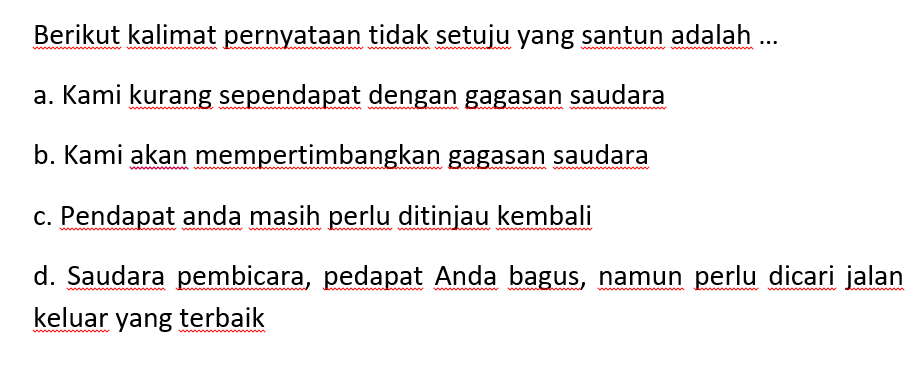 Berikut kalimat pernyataan tidak setuju yang santun adalah ...
a. Kami kurang sependapat dengan gagasan saudara
b. Kami akan mempertimbangkan gagasan saudara
c. Pendapat anda masih perlu ditinjau kembali
d. Saudara pembicara, pedapat Anda bagus, namun perlu dicari jalan
keluar yang terbaik